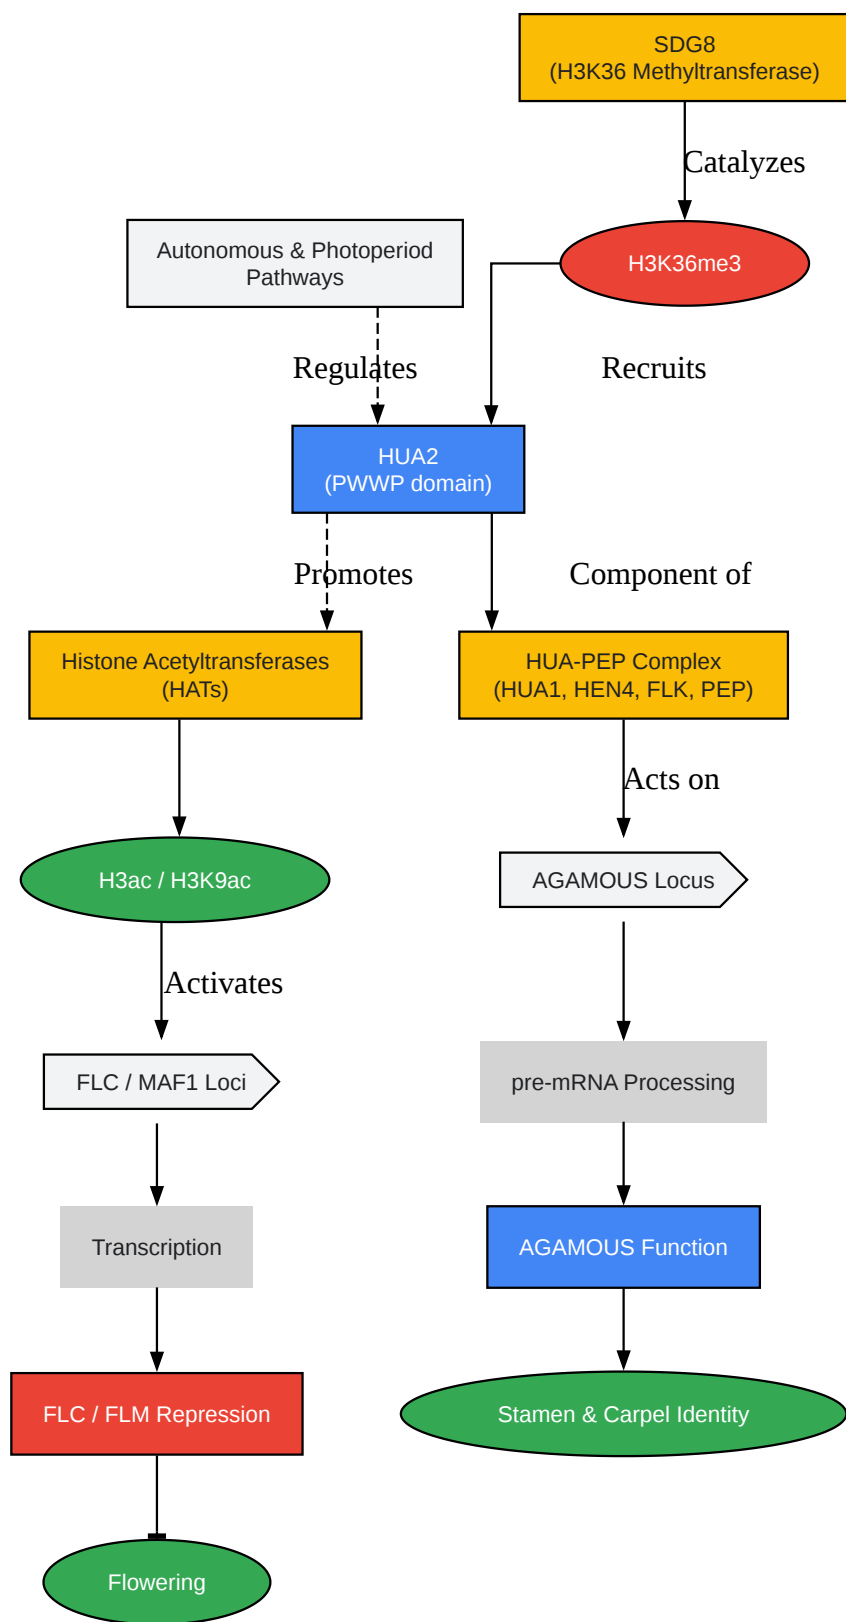 SDG8
(H3K36 Methyltransferase)
Catalyzes
Autonomous & Photoperiod
Pathways
H3K36me3
Regulates
Recruits
HUA2
(PWWP domain)
Promotes
Component of
Histone Acetyltransferases
(HATs)
HUA-PEP Complex
(HUA1, HEN4, FLK, PEP)
Acts on
H3ac / H3K9ac
AGAMOUS Locus
Activates
FLC / MAF1 Loci
pre-mRNA Processing
Transcription
AGAMOUS Function
FLC / FLM Repression
Stamen & Carpel Identity
Flowering